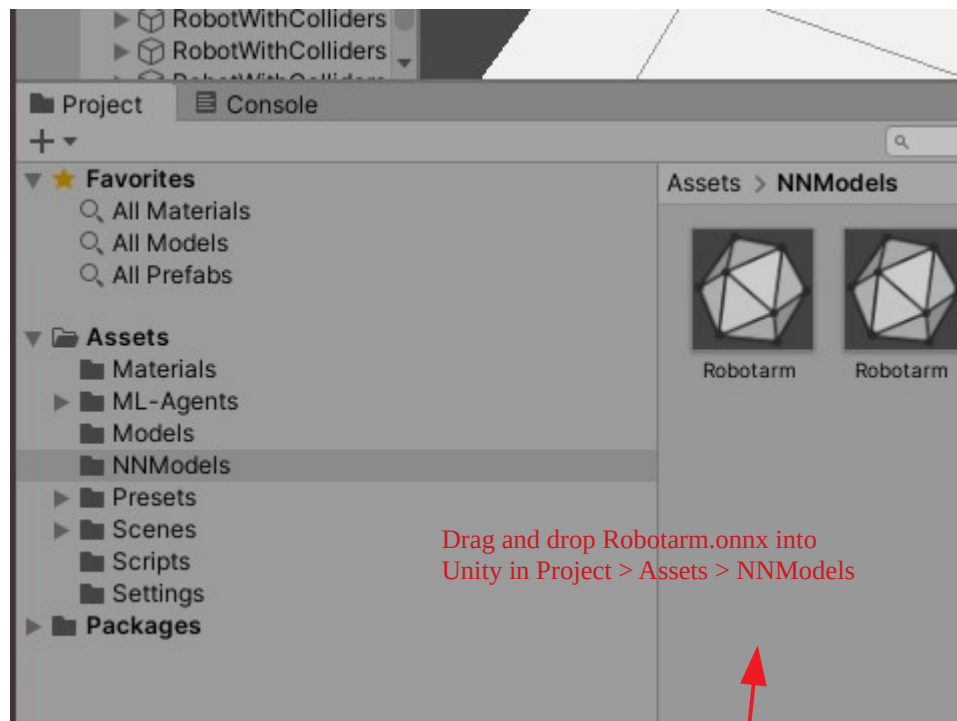 RobotWithColliders
RobotWithColliders
RobotWithColliders
Project
Console
Favorites
All Materials
All Models
All Prefabs
Assets
Materials
ML-Agents
Models
NNModels
Presets
Scenes
Scripts
Settings
Packages
Assets > NNModels
Robotarm
Robotarm
Drag and drop Robotarm.onnx into
Unity in Project > Assets > NNModels